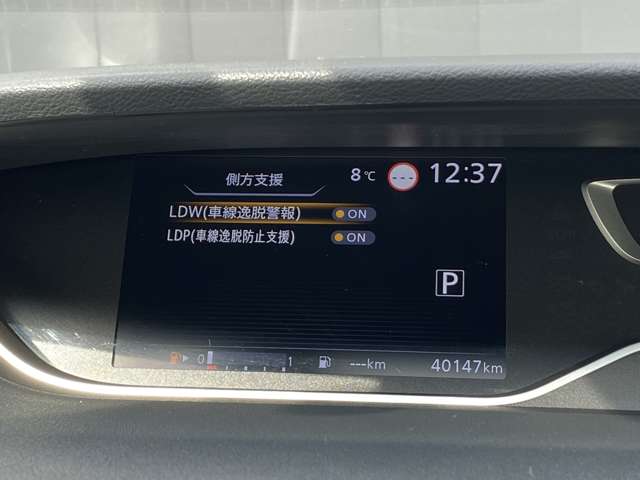 側方支援 8℃ --- 12:37
LDW(車線逸脱警報) ON
LDP(車線逸脱防止支援) ON
P
0 1 ---km 40147km